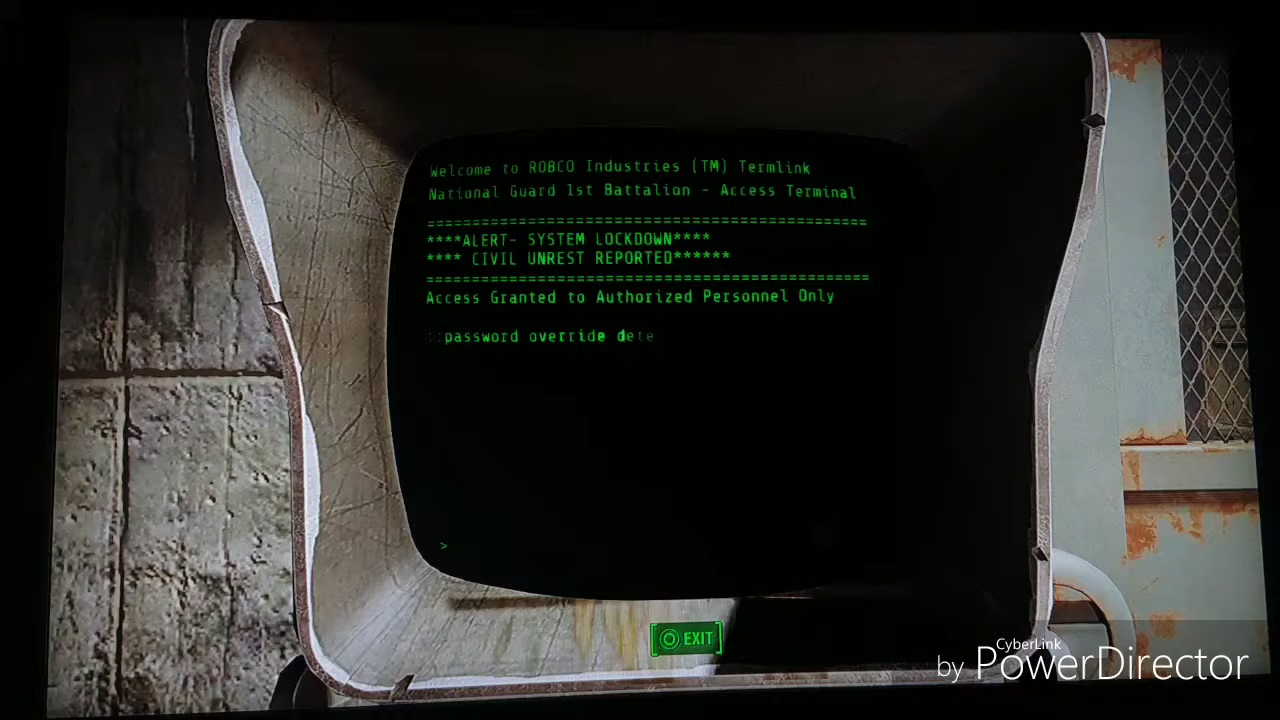 Welcome to ROBCO Industries (TM) Termlink
National Guard 1st Battalion - Access Terminal
===============================================
****ALERT- SYSTEM LOCKDOWN****
**** CIVIL UNREST REPORTED******
===============================================
Access Granted to Authorized Personnel Only
::password override dete
>
EXIT
CyberLink
by PowerDirector